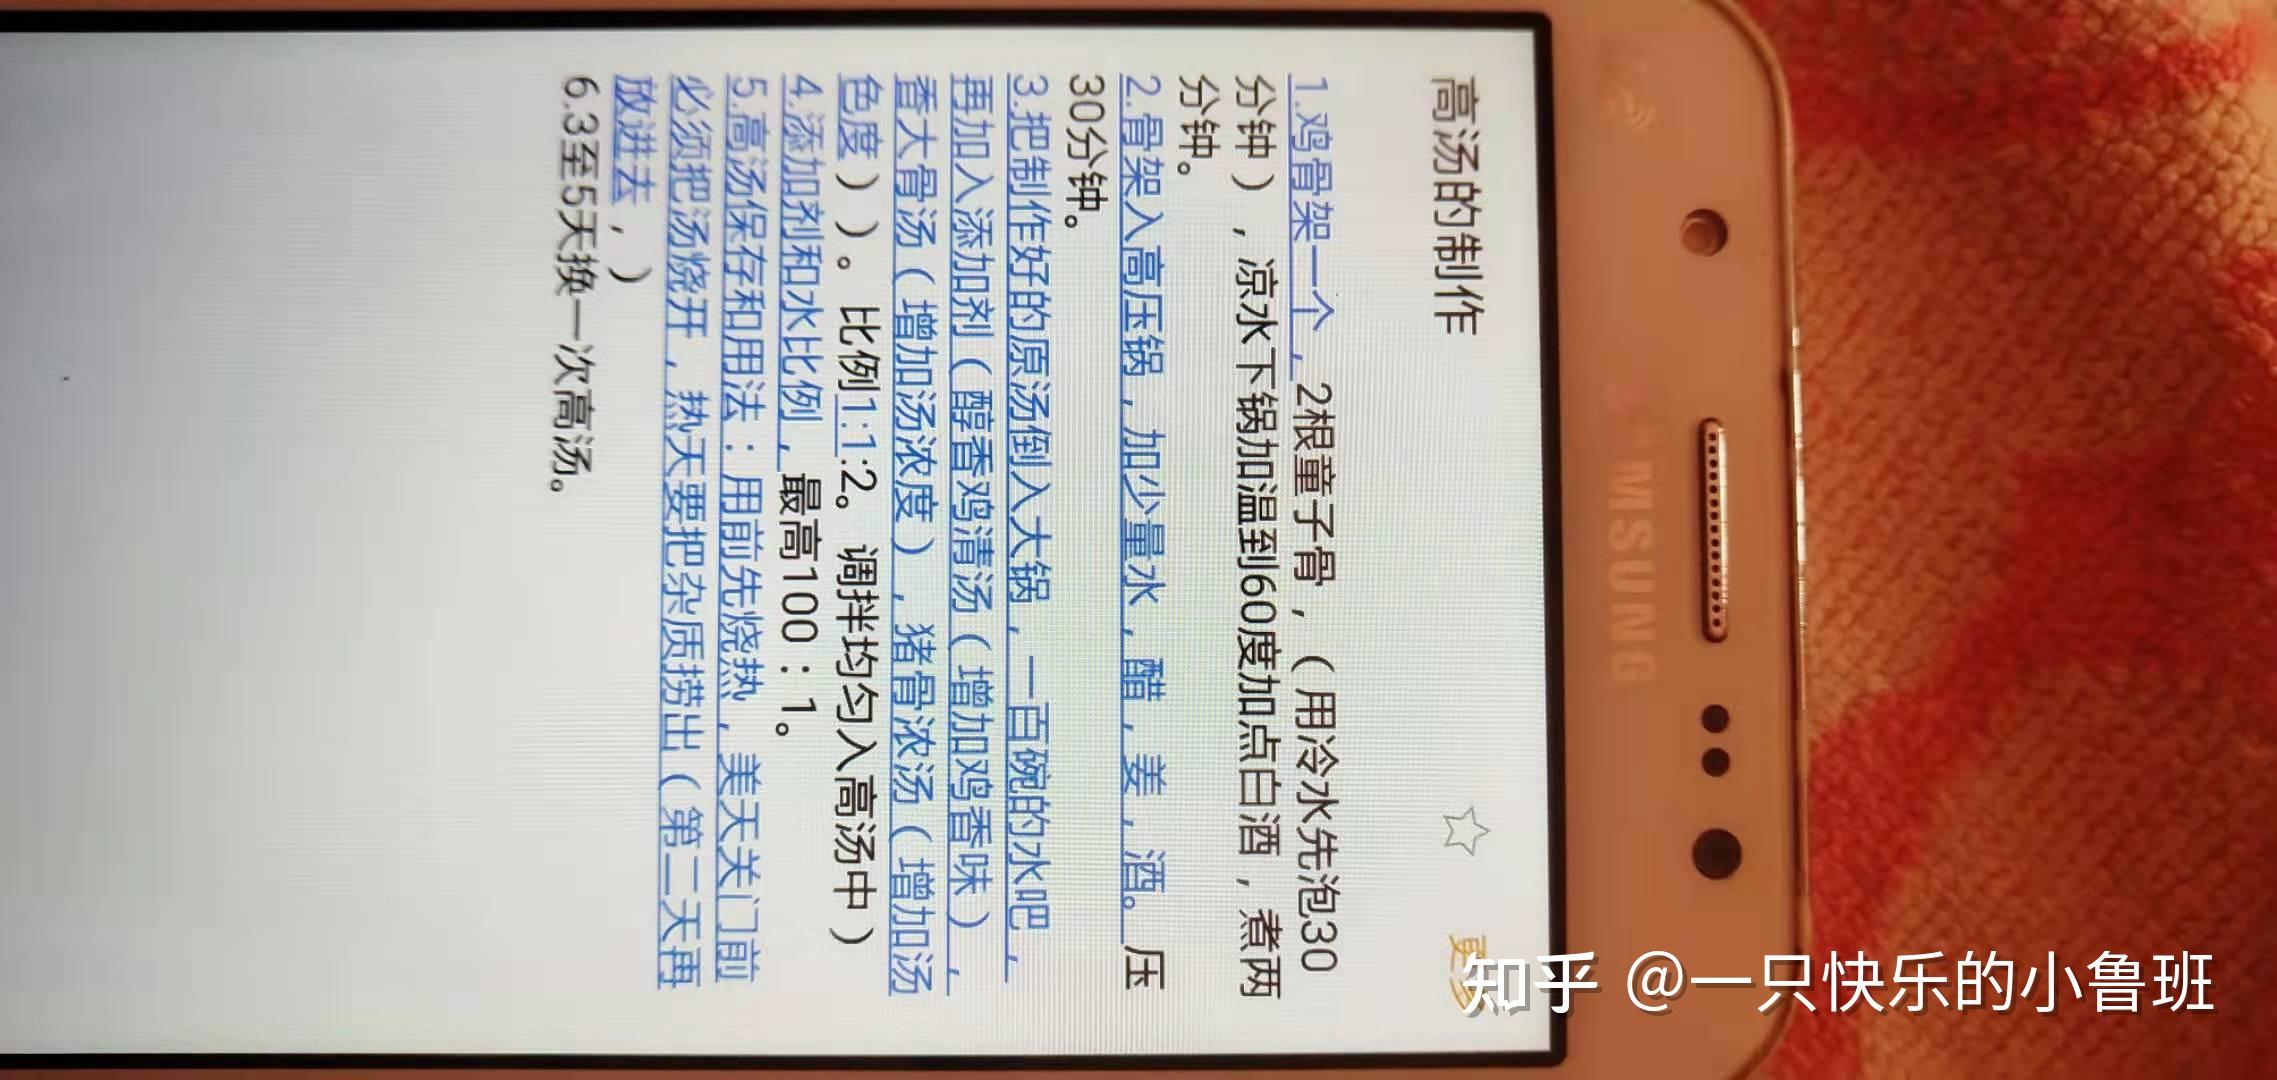 高汤的制作
更多
1.鸡骨架一个，2根童子骨，（用冷水先泡30
分钟），凉水下锅加温到60度加点白酒，煮两
分钟。
2.骨架入高压锅，加少量水，醋，姜，酒。压
30分钟。
3.把制作好的原汤倒入大锅，一百碗的水吧，
再加入添加剂（醇香鸡清汤（增加鸡香味），
香大骨汤（增加汤浓度），猪骨浓汤（增加汤
色度））。比例1:1:2。调拌均匀入高汤中）
4.添加剂和水比例，最高100：1。
5.高汤保存和用法：用前先烧热，美天关门前
必须把汤烧开，热天要把杂质捞出（第二天再
放进去，）
6.3至5天换一次高汤。
SAMSUNG
知乎 @一只快乐的小鲁班